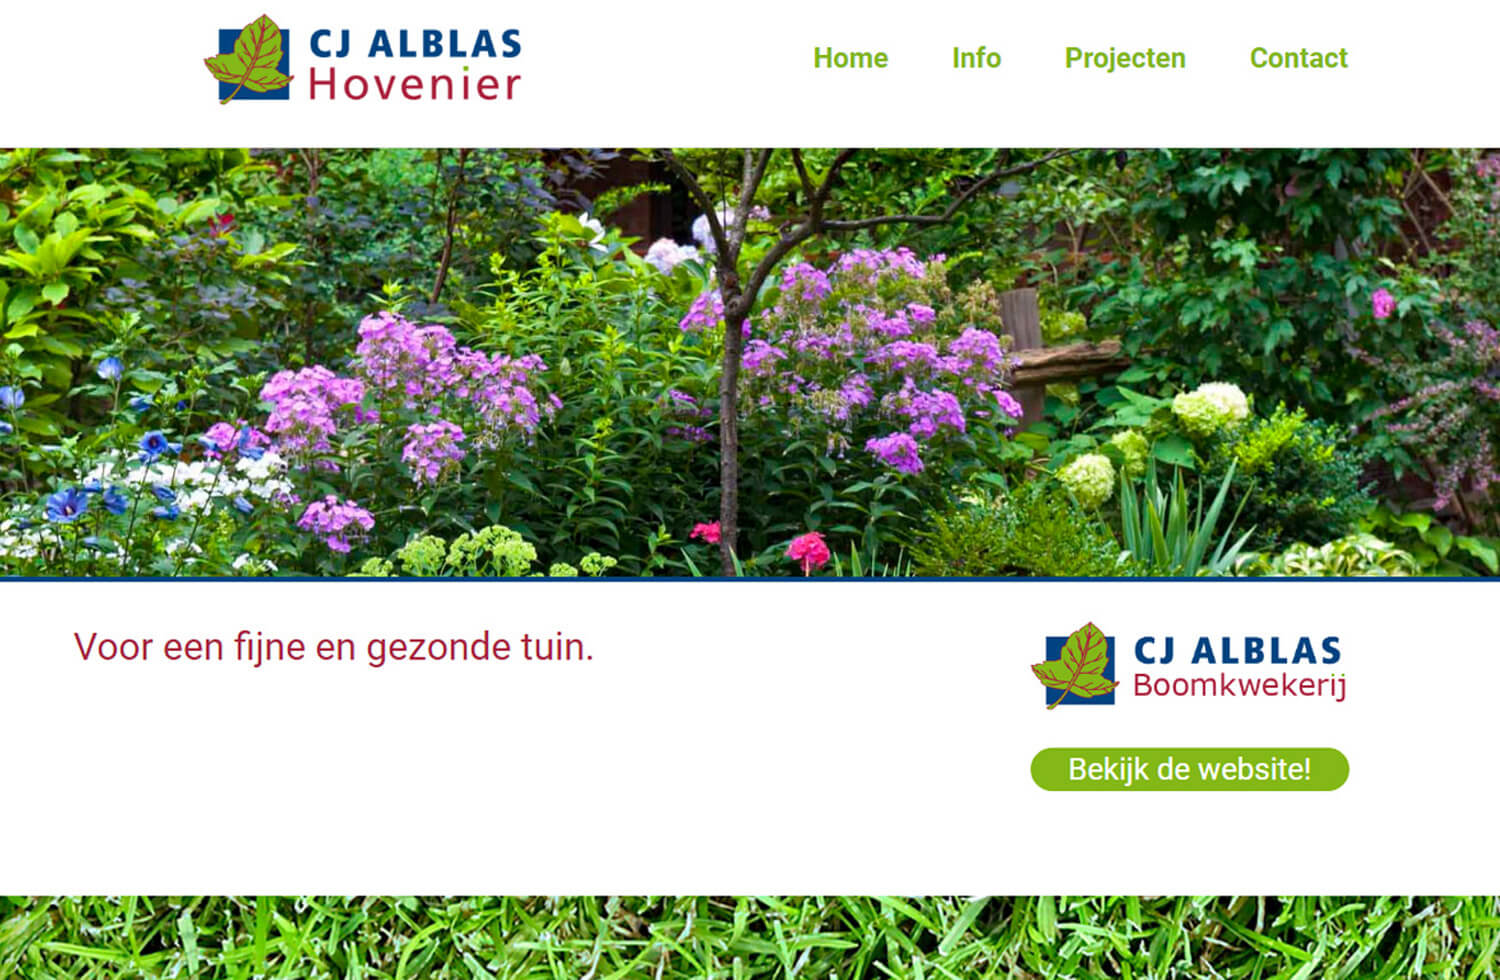 CJ ALBLAS
Hovenier
Home Info Projecten Contact
Voor een fijne en gezonde tuin.
CJ ALBLAS
Boomkwekerij
Bekijk de website!